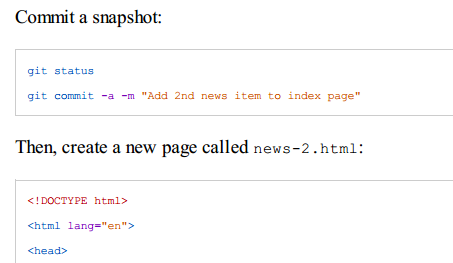 Commit a snapshot:
git status
git commit -a -m "Add 2nd news item to index page"
Then, create a new page called news-2.html:
<!DOCTYPE html>
<html lang="en">
<head>